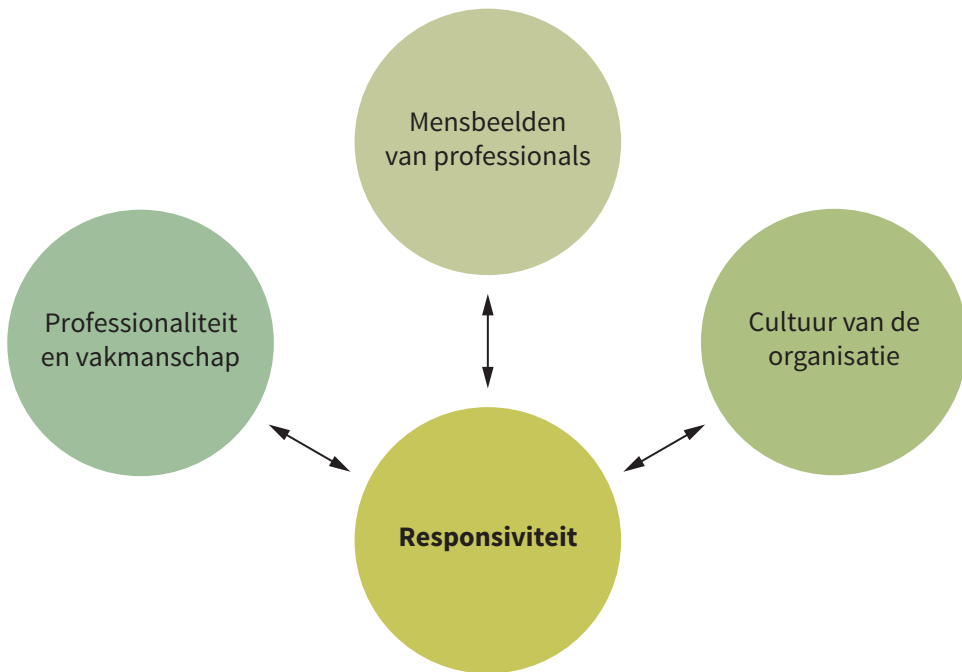 Mensbeelden
van professionals
Professionaliteit
en vakmanschap
Cultuur van de
organisatie
Responsiviteit